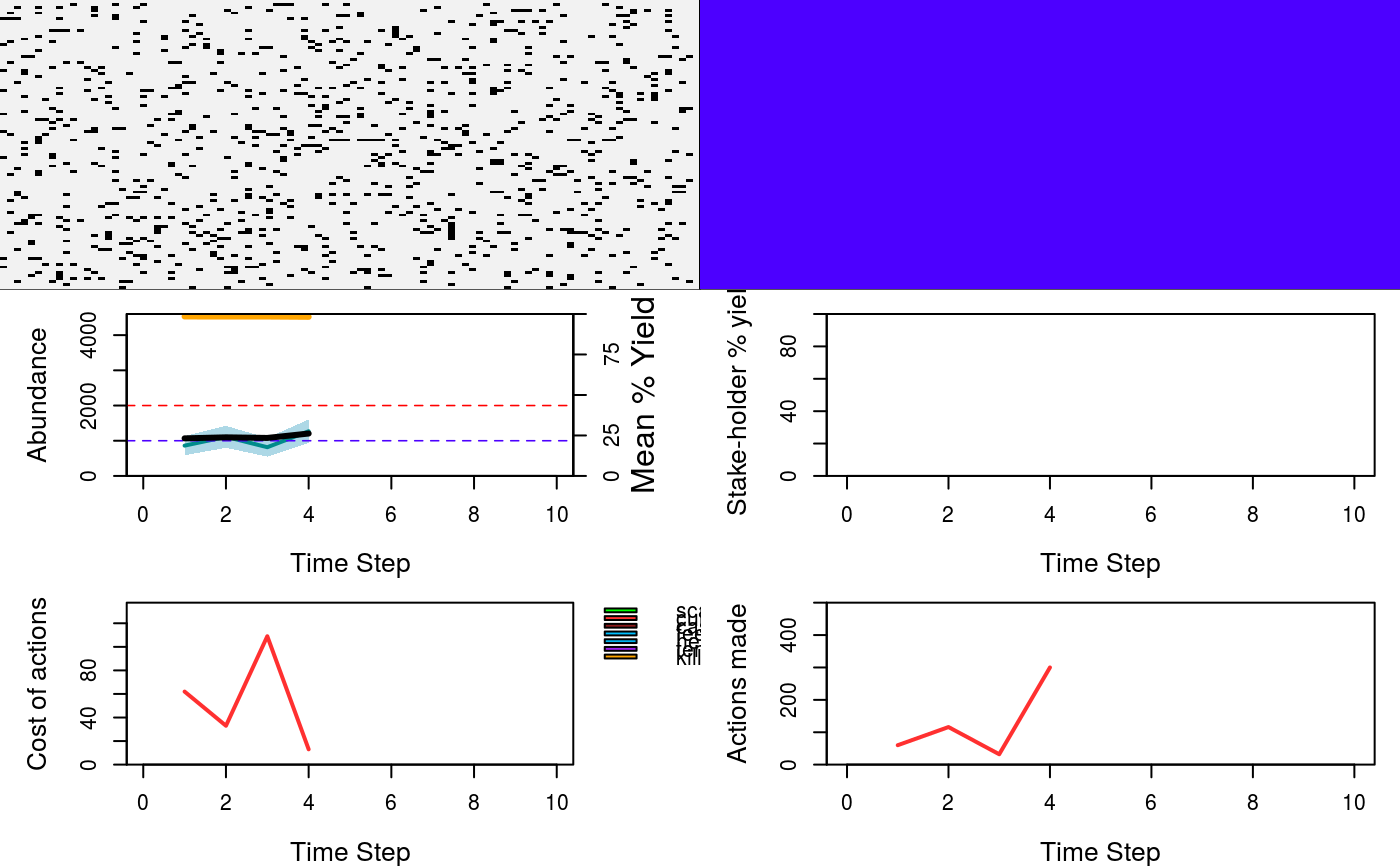 Abundance
0
2000
4000
0
25
75
Mean % Yield
0 2 4 6 8 10
Time Step
Stake-holder % yiel
0
40
80
0 2 4 6 8 10
Time Step
Cost of actions
0
40
80
0 2 4 6 8 10
Time Step
kill
Actions made
0
200
400
0 2 4 6 8 10
Time Step